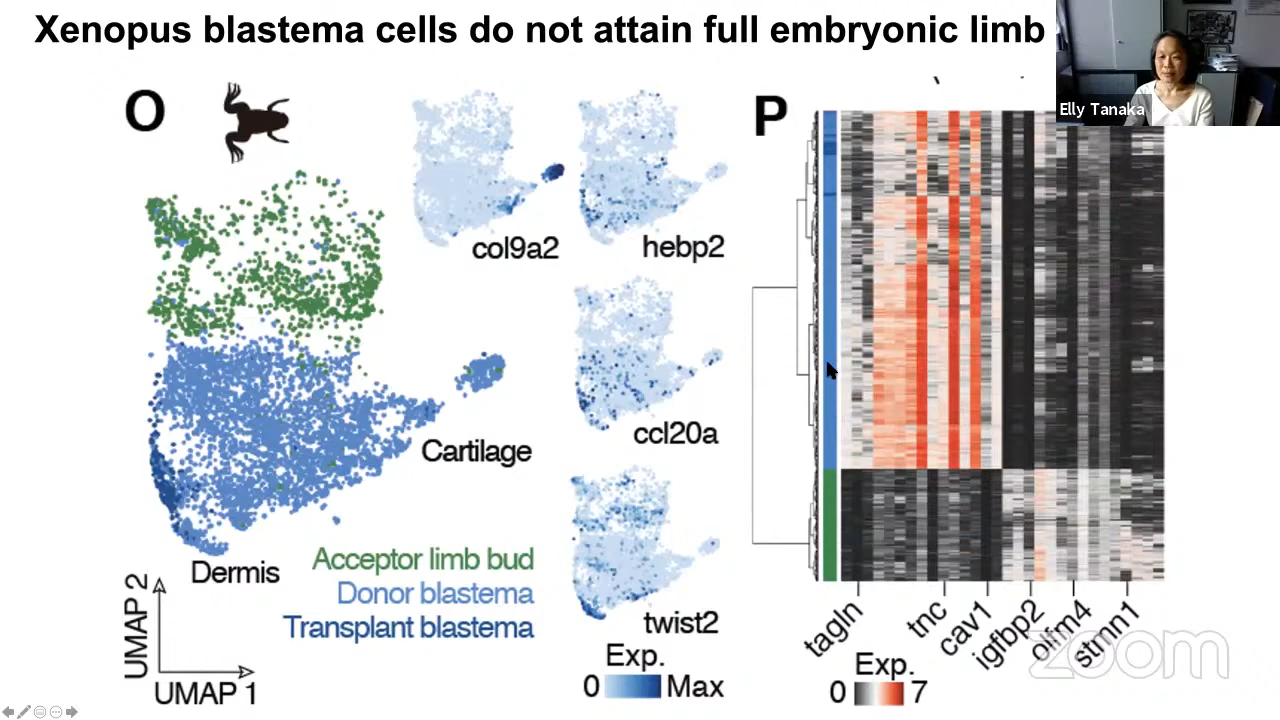 Xenopus blastema cells do not attain full embryonic limb
Elly Tanaka
O
P
col9a2
hebp2
ccl20a
twist2
Cartilage
Dermis
Acceptor limb bud
Donor blastema
Transplant blastema
UMAP 2
UMAP 1
Exp.
0 Max
tagln
tnc
cav1
igfbp2
olfm4
stmn1
Exp.
0 7
zoom